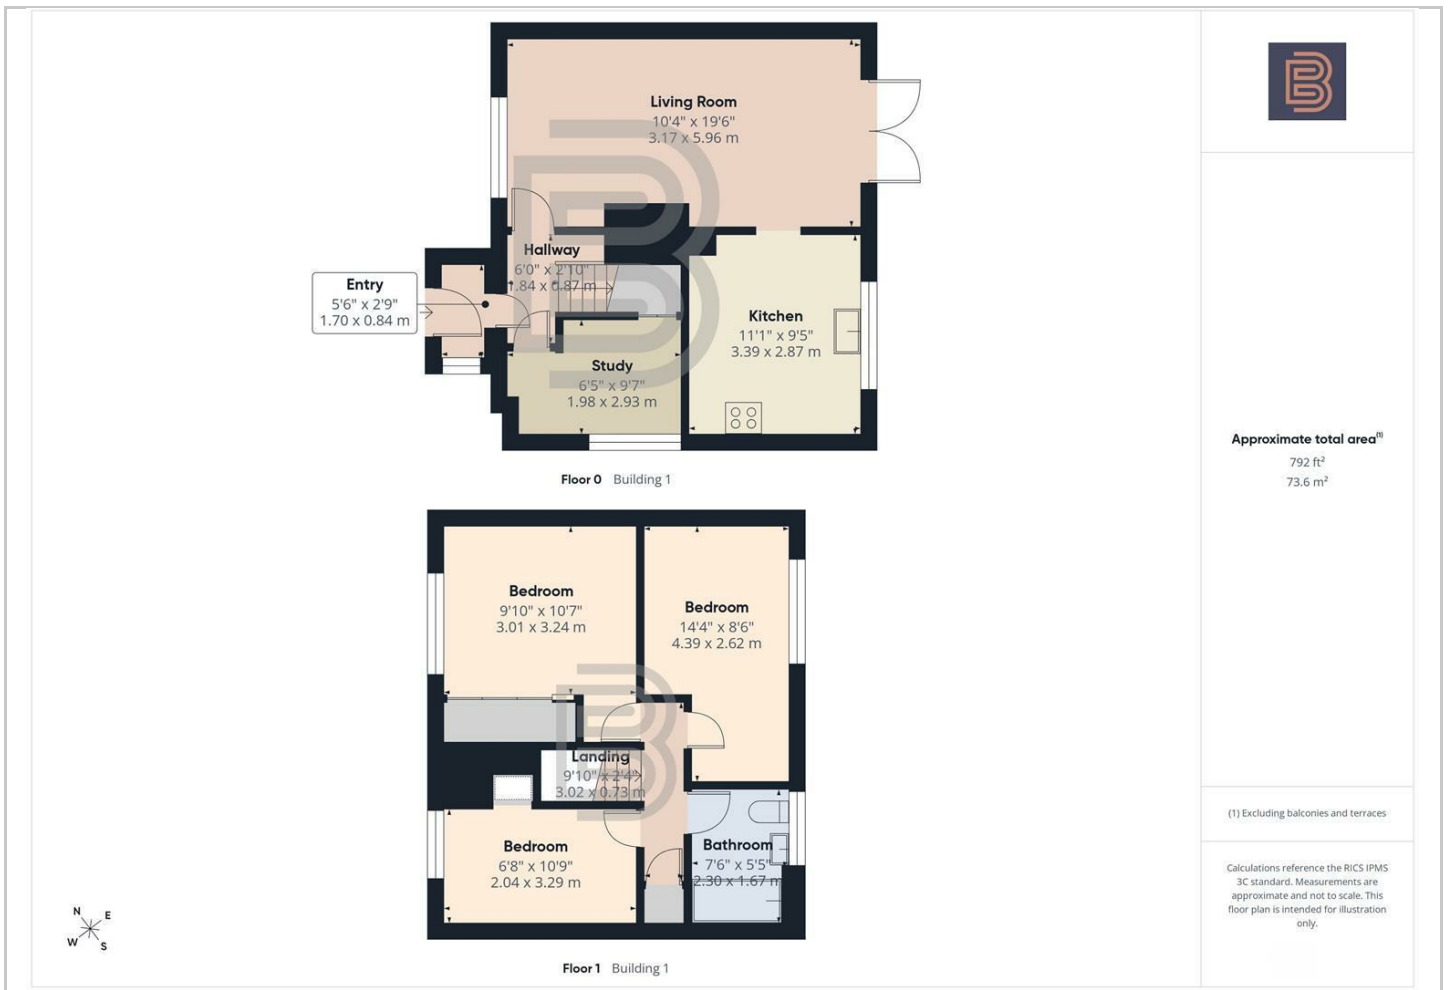 Living Room
10'4" x 19'6"
3.17 x 5.96 m
Hallway
6'0" x 2'10"
1.84 x 0.87 m
Entry
5'6" x 2'9"
1.70 x 0.84 m
Kitchen
11'1" x 9'5"
3.39 x 2.87 m
Study
6'5" x 9'7"
1.98 x 2.93 m
Floor 0 Building 1
Bedroom
9'10" x 10'7"
3.01 x 3.24 m
Bedroom
14'4" x 8'6"
4.39 x 2.62 m
Landing
9'10" x 2'4"
3.02 x 0.73 m
Bedroom
6'8" x 10'9"
2.04 x 3.29 m
Bathroom
7'6" x 5'5"
2.30 x 1.67 m
Floor 1 Building 1
N
E
W
S
B
Approximate total area(1)
792 ft²
73.6 m²
(1) Excluding balconies and terraces
Calculations reference the RICS IPMS
3C standard. Measurements are
approximate and not to scale. This
floor plan is intended for illustration
only.